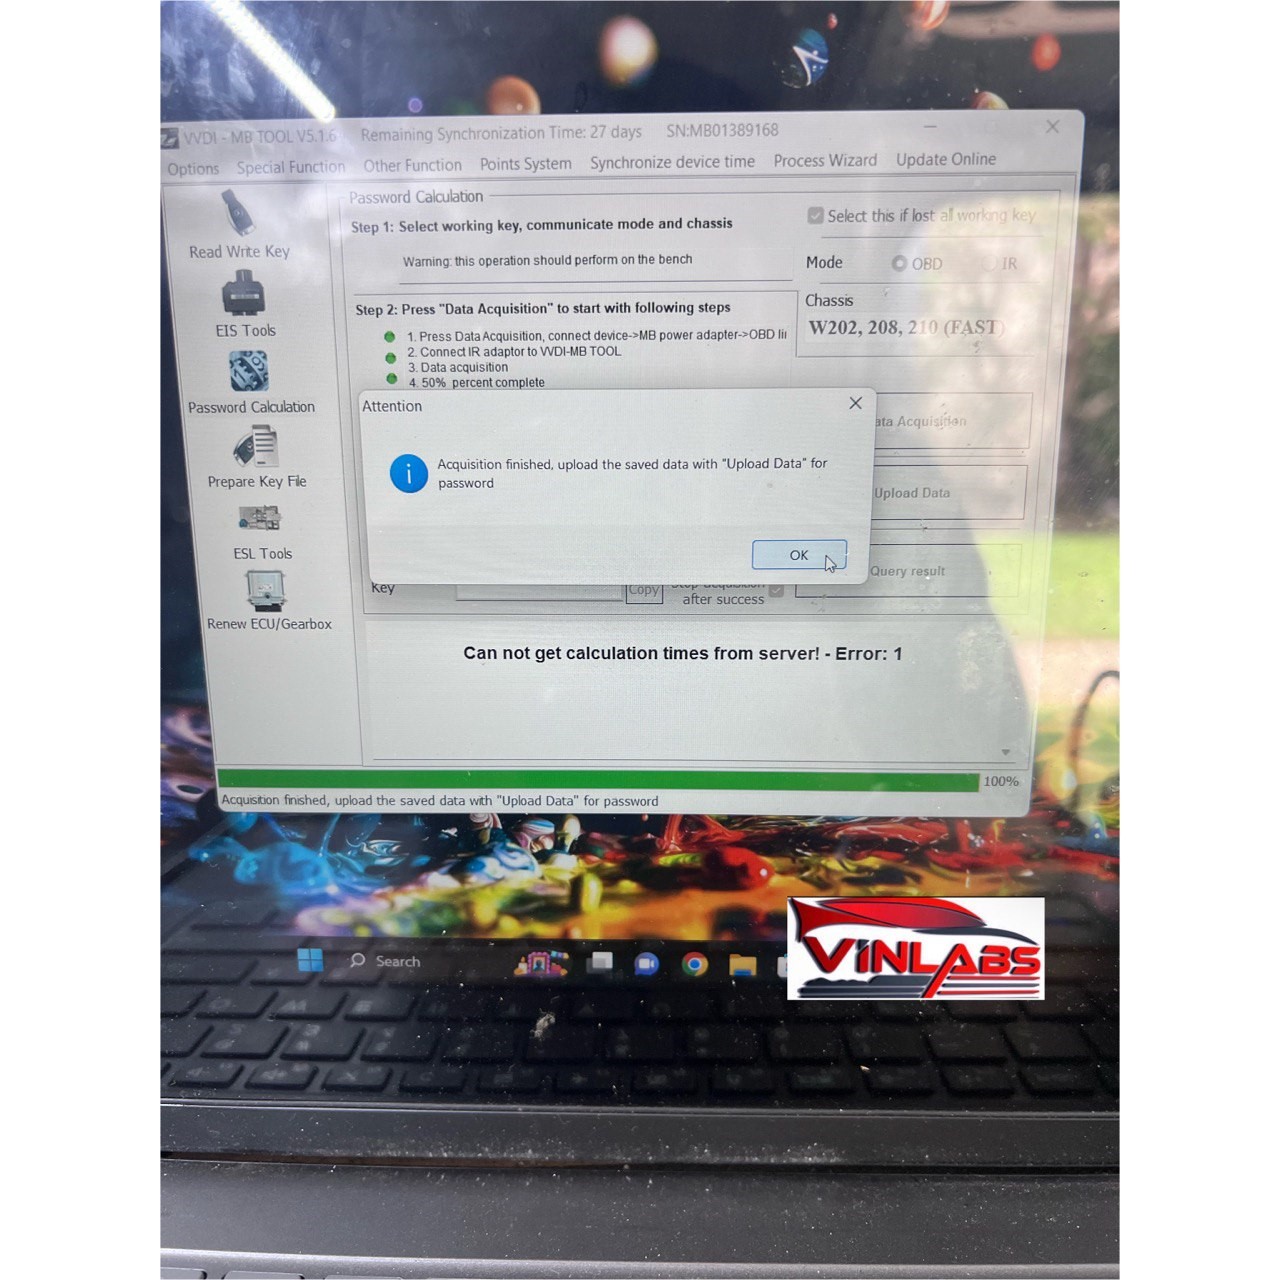 VVDI - MB TOOL V5.1.6 Remaining Synchronization Time: 27 days SN:MB01389168
Options Special Function Other Function Points System Synchronize device time Process Wizard Update Online
Read Write Key
EIS Tools
Password Calculation
Prepare Key File
ESL Tools
Renew ECU/Gearbox
Password Calculation
Step 1: Select working key, communicate mode and chassis
Warning: this operation should perform on the bench
Select this if lost all working key
Mode OBD IR
Chassis
W202, 208, 210 (FAST)
Step 2: Press "Data Acquisition" to start with following steps
1. Press Data Acquisition, connect device->MB power adapter->OBD li
2. Connect IR adaptor to VVDI-MB TOOL
3. Data acquisition
4. 50% percent complete
Attention
Acquisition finished, upload the saved data with "Upload Data" for
password
OK
ata Acquisition
Upload Data
Query result
Key
Copy
Stop acquisition
after success
Can not get calculation times from server! - Error: 1
100%
Acquisition finished, upload the saved data with "Upload Data" for password
Search
VINLABS